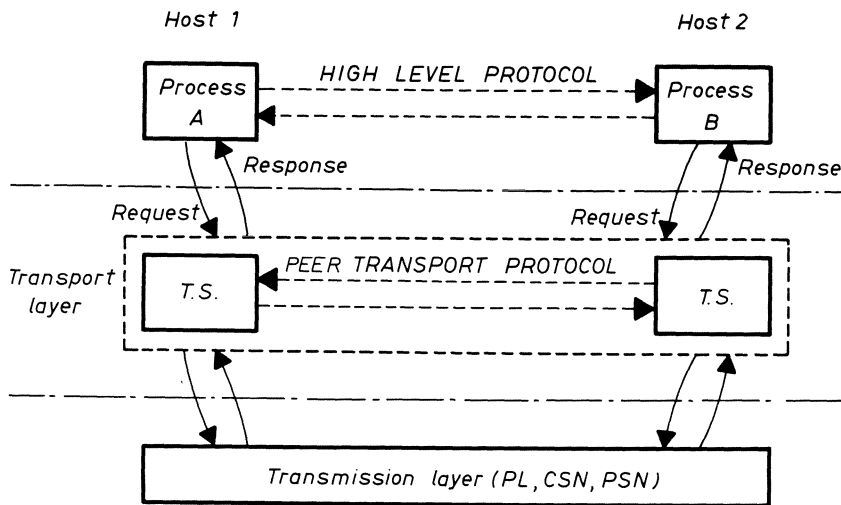 Host 1
Host 2
Process
A
HIGH LEVEL PROTOCOL
Process
B
Response
Response
Request
Request
Transport
layer
T.S.
PEER TRANSPORT PROTOCOL
T.S.
Transmission layer (PL, CSN, PSN)